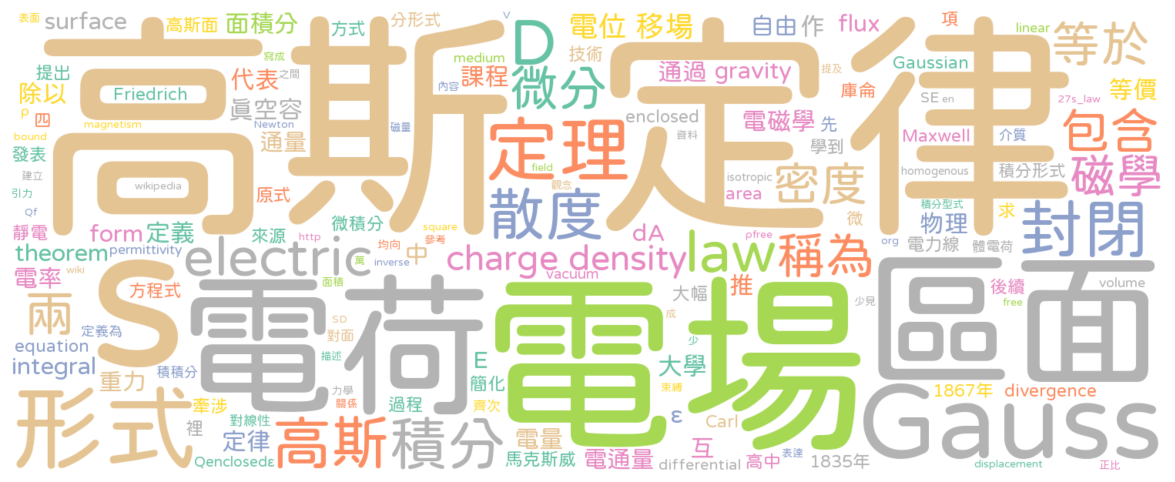 表面
surface
高斯面
面積分
方式
分形式
V
D
電位移場
自由
作
flux
項
linear
等於
寫成
提出
代表
之間
medium
課程
技術
微分
通過
gravity
提及
庫侖
Gaussian
等價
除以
Friedrich
內容
高斯定律
SE
en
27s_law
P
四
magnetism
Newton
眞空容
enclosed
資料
電磁學
先
Maxwell
介質
包含
bound
發表
通量
磁量
定理
學到
建立
wikipedia
field
isotropic
homogenous
積分形式
磁學
引力
原式
觀念
area
密度
積分型式
Qf
微積分
散度
微
物理
求
封閉
靜電
form
定義
來源
square
參考
dA
pfree
電力線
體電荷
theorem
permittivity
http
均向
中
charge density
law
稱為
org
電率
wiki
electric
萬
inverse
vacuum
推
大幅
少見
後續
volume
方程式
S
面積
電荷
電場
成
區面
free
兩
定義為
SD
對面
少
equation
描述
E
大學
integral
積積分
重力
力學
簡化
束縛
1867年
divergence
形式
牽涉
關係
過程
齊次
ε
Carl
Gauss
對線性
裡
定律
高斯
積分
電量
互
表達
Qenclosedε
馬克斯威
電通量
differential
高中
1835年
displacement
正比